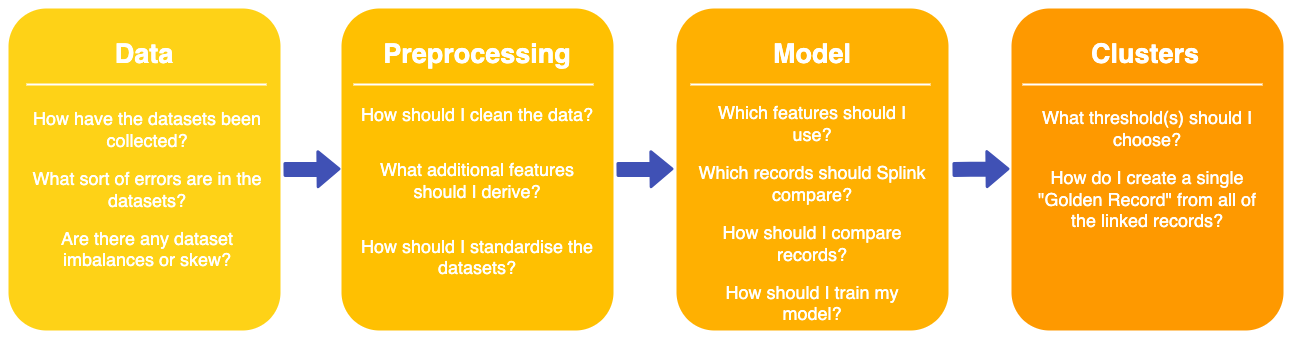 Data
How have the datasets been
collected?
What sort of errors are in the
datasets?
Are there any dataset
imbalances or skew?
Preprocessing
How should I clean the data?
What additional features
should I derive?
How should I standardise the
datasets?
Model
Which features should I
use?
Which records should Splink
compare?
How should I compare
records?
How should I train my
model?
Clusters
What threshold(s) should I
choose?
How do I create a single
"Golden Record" from all of
the linked records?